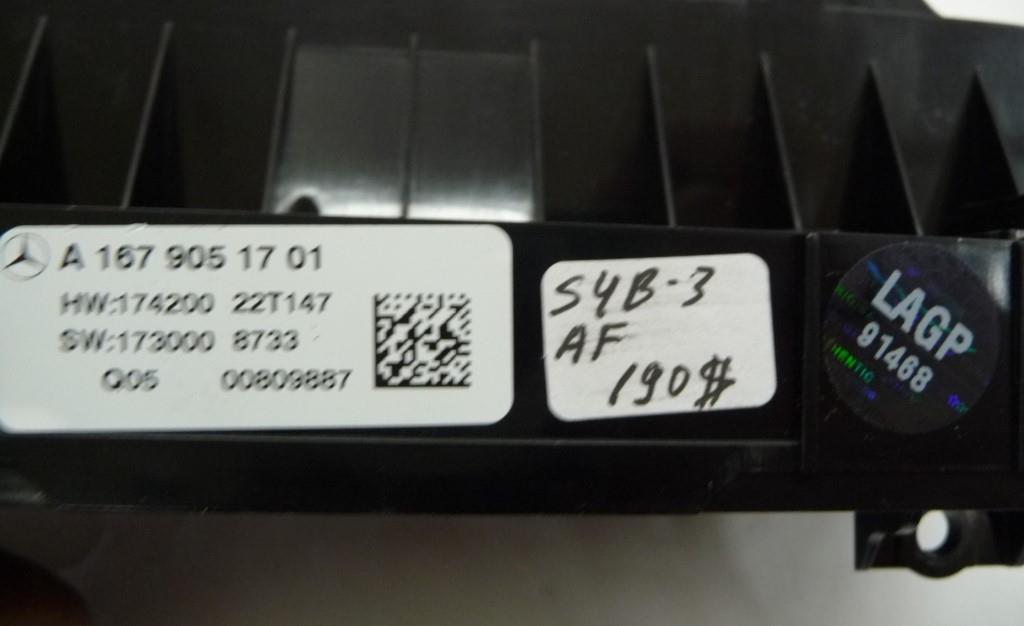 A 167 905 17 01
HW:174200 22T147
SW:173000 8733
Q05 00809887
S4B-3
AF
190$
LAGP
91468